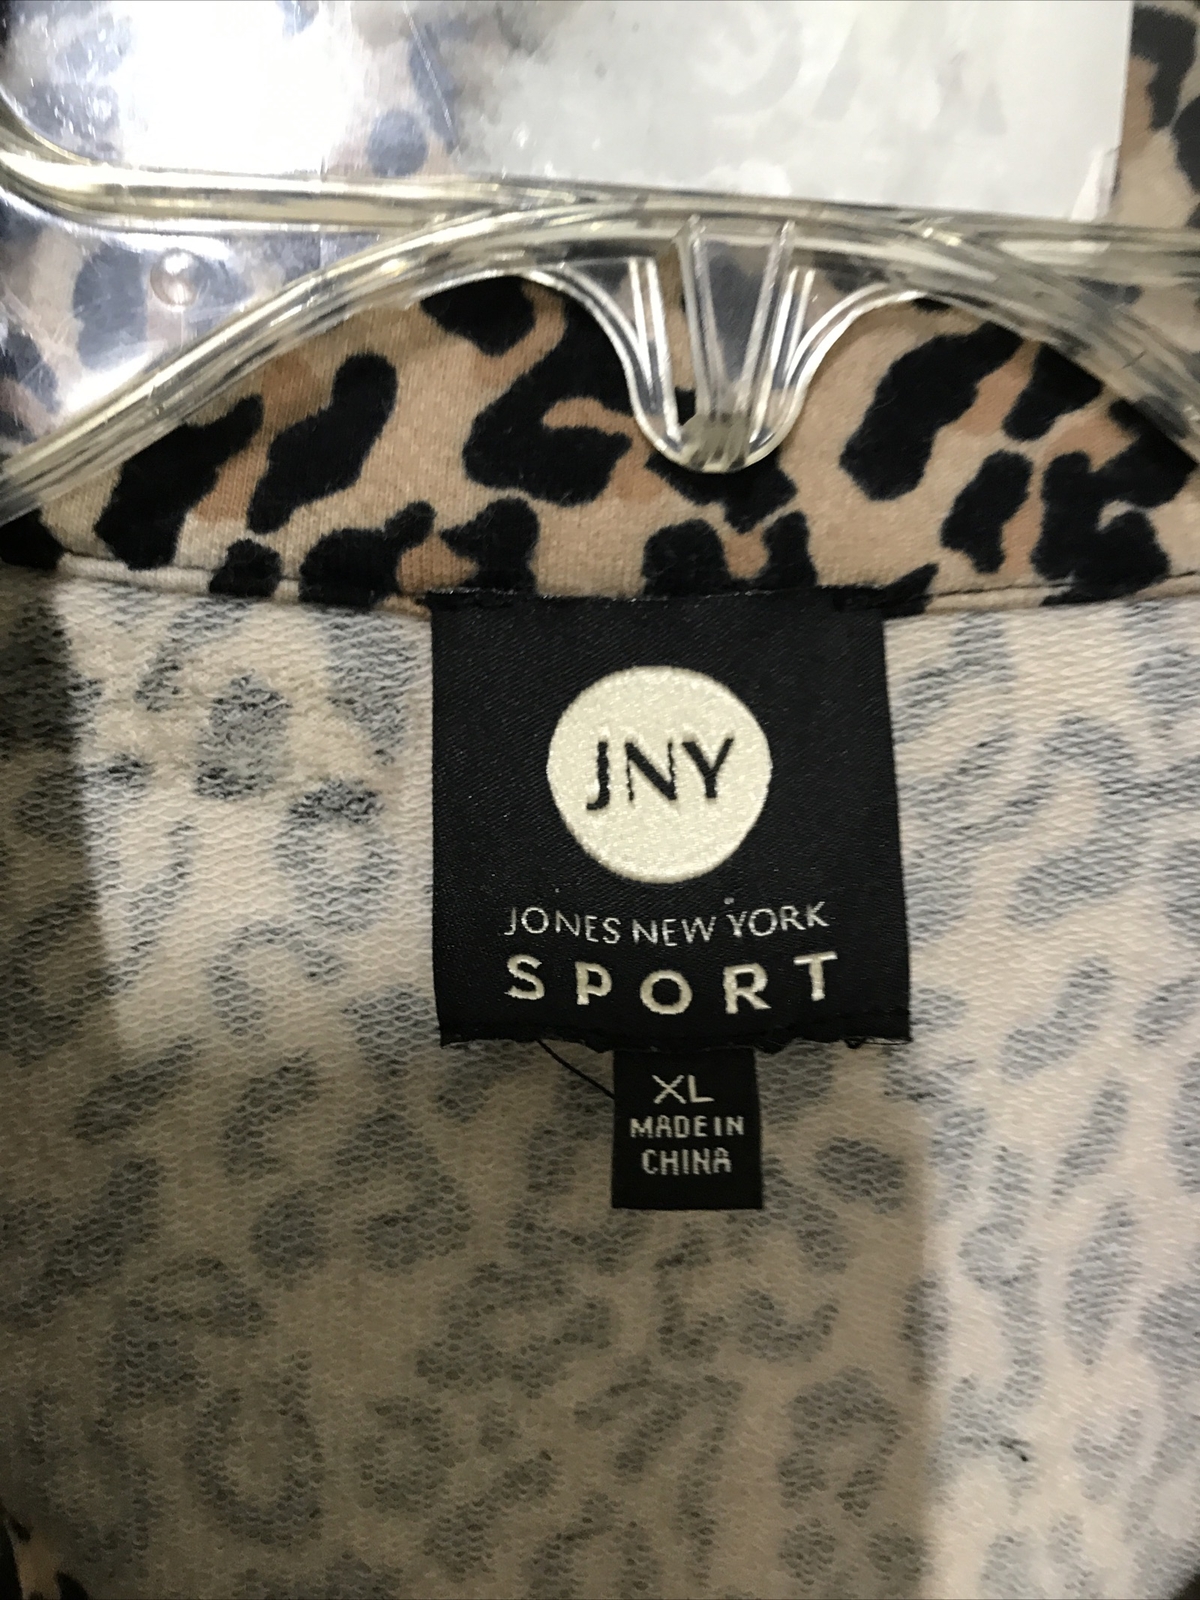 JNY
JONES NEW YORK
SPORT
XL
MADE IN
CHINA